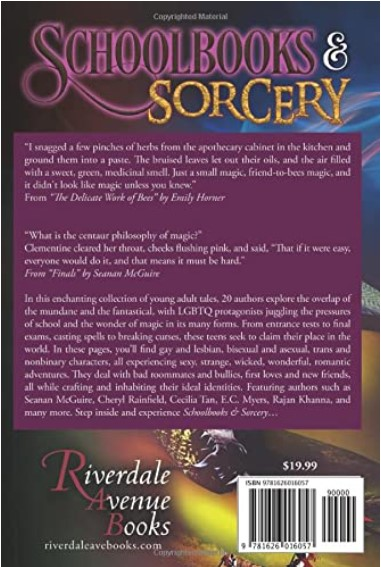 Copyrighted Material
SCHOOLBOOKS &
SORCERY
"I snagged a few pinches of herbs from the apothecary cabinet in the kitchen and
ground them into a paste. The bruised leaves let out their oils, and the air filled
with a sweet, green, medicinal smell. Just a small magic, friend-to-bees magic, and
it didn't look like magic unless you knew."
From "The Delicate Work of Bees" by Emily Horner
"What is the centaur philosophy of magic?"
Clementine cleared her throat, cheeks flushing pink, and said, "That if it were easy,
everyone would do it, and that means it must be hard."
From "Finals" by Seanan McGuire
In this enchanting collection of young adult tales, 20 authors explore the overlap of
the mundane and the fantastical, with LGBTQ protagonists juggling the pressures
of school and the wonder of magic in its many forms. From entrance tests to final
exams, casting spells to breaking curses, these teens seek to claim their place in the
world. In these pages, you'll find gay and lesbian, bisexual and asexual, trans and
nonbinary characters, all experiencing sexy, strange, wicked, wonderful, romantic
adventures. They deal with bad roommates and bullies, first loves and new friends,
all while crafting and inhabiting their ideal identities. Featuring authors such as
Seanan McGuire, Cheryl Rainfield, Cecilia Tan, E.C. Myers, Rajan Khanna, and
many more. Step inside and experience Schoolbooks & Sorcery…
Riverdale
Avenue
Books
riverdaleavebooks.com
$19.99
ISBN 9781626016057
90000
9 781626 016057
Copyrighted Material